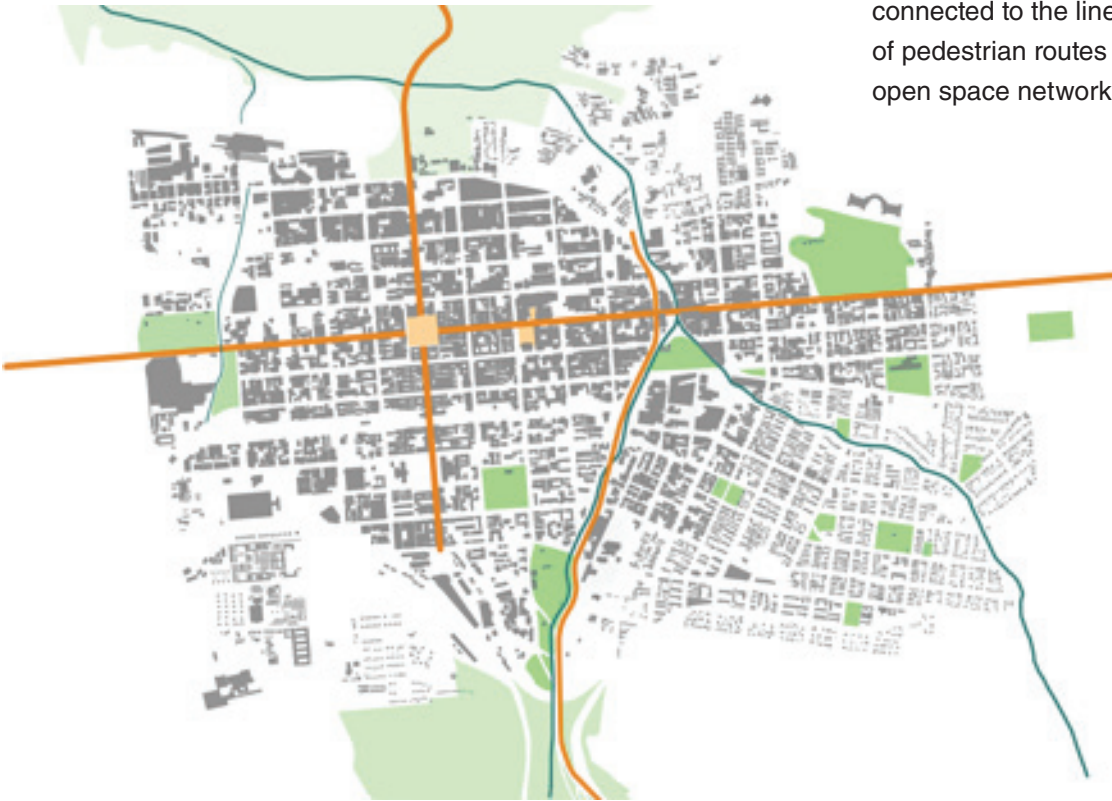 connected to the line
of pedestrian routes
open space network